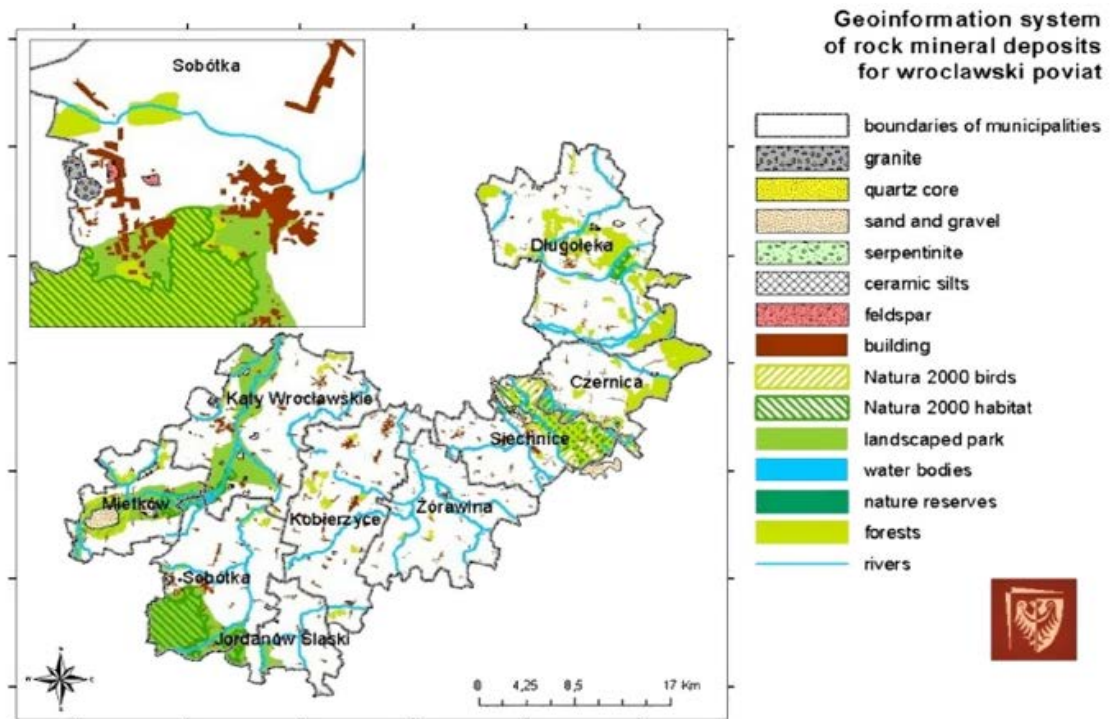 Geoinformation system
of rock mineral deposits
for wroclawski poviat
Sobótka
boundaries of municipalities
granite
quartz core
sand and gravel
serpentinite
ceramic silts
feldspar
building
Natura 2000 birds
Natura 2000 habitat
landscaped park
water bodies
nature reserves
forests
rivers
Długołęka
Czernica
Kąty Wrocławskie
Siechnice
Mietków
Kobierzyce
Żórawina
Sobótka
Jordanów Śląski
0 4,25 8,5 17 Km